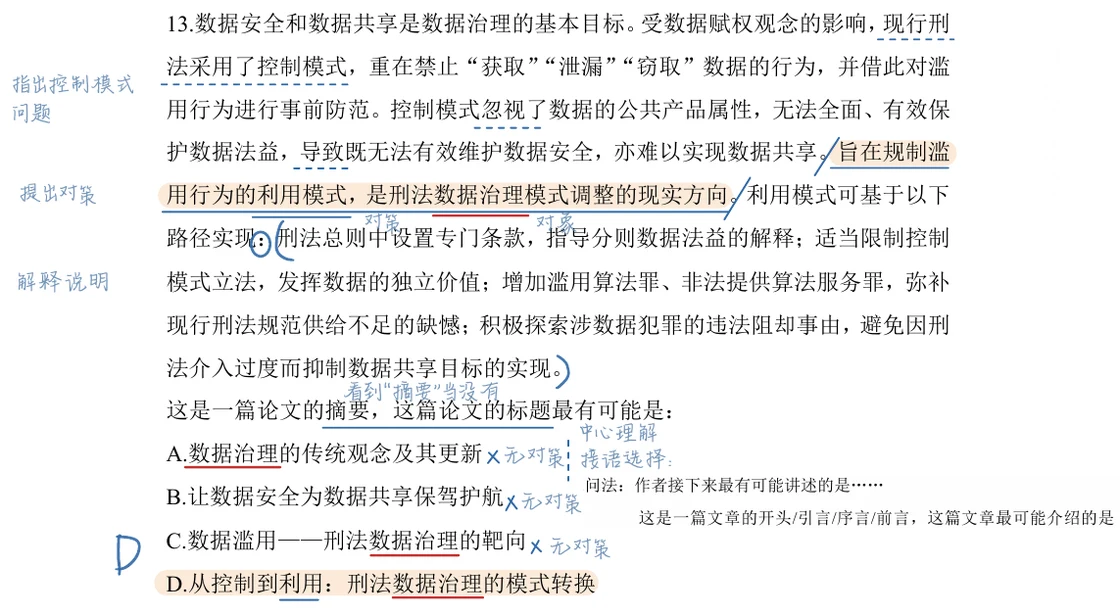 13.数据安全和数据共享是数据治理的基本目标。受数据赋权观念的影响，现行刑
法采用了控制模式，重在禁止“获取”“泄漏”“窃取”数据的行为，并借此对滥
指出控制模式
问题
用行为进行事前防范。控制模式忽视了数据的公共产品属性，无法全面、有效保
护数据法益，导致既无法有效维护数据安全，亦难以实现数据共享。旨在规制滥
提出对策
用行为的利用模式，是刑法数据治理模式调整的现实方向。利用模式可基于以下
对策 对象
路径实现：刑法总则中设置专门条款，指导分则数据法益的解释；适当限制控制
解释说明
模式立法，发挥数据的独立价值；增加滥用算法罪、非法提供算法服务罪，弥补
现行刑法规范供给不足的缺憾；积极探索涉数据犯罪的违法阻却事由，避免因刑
法介入过度而抑制数据共享目标的实现。
看到“摘要”当没有
这是一篇论文的摘要，这篇论文的标题最有可能是：
A.数据治理的传统观念及其更新 x无对策
中心理解
接语选择：
问法：作者接下来最有可能讲述的是……
B.让数据安全为数据共享保驾护航 x无对策
这是一篇文章的开头/引言/序言/前言，这篇文章最可能介绍的是
C.数据滥用——刑法数据治理的靶向 x 无对策
D
D.从控制到利用：刑法数据治理的模式转换